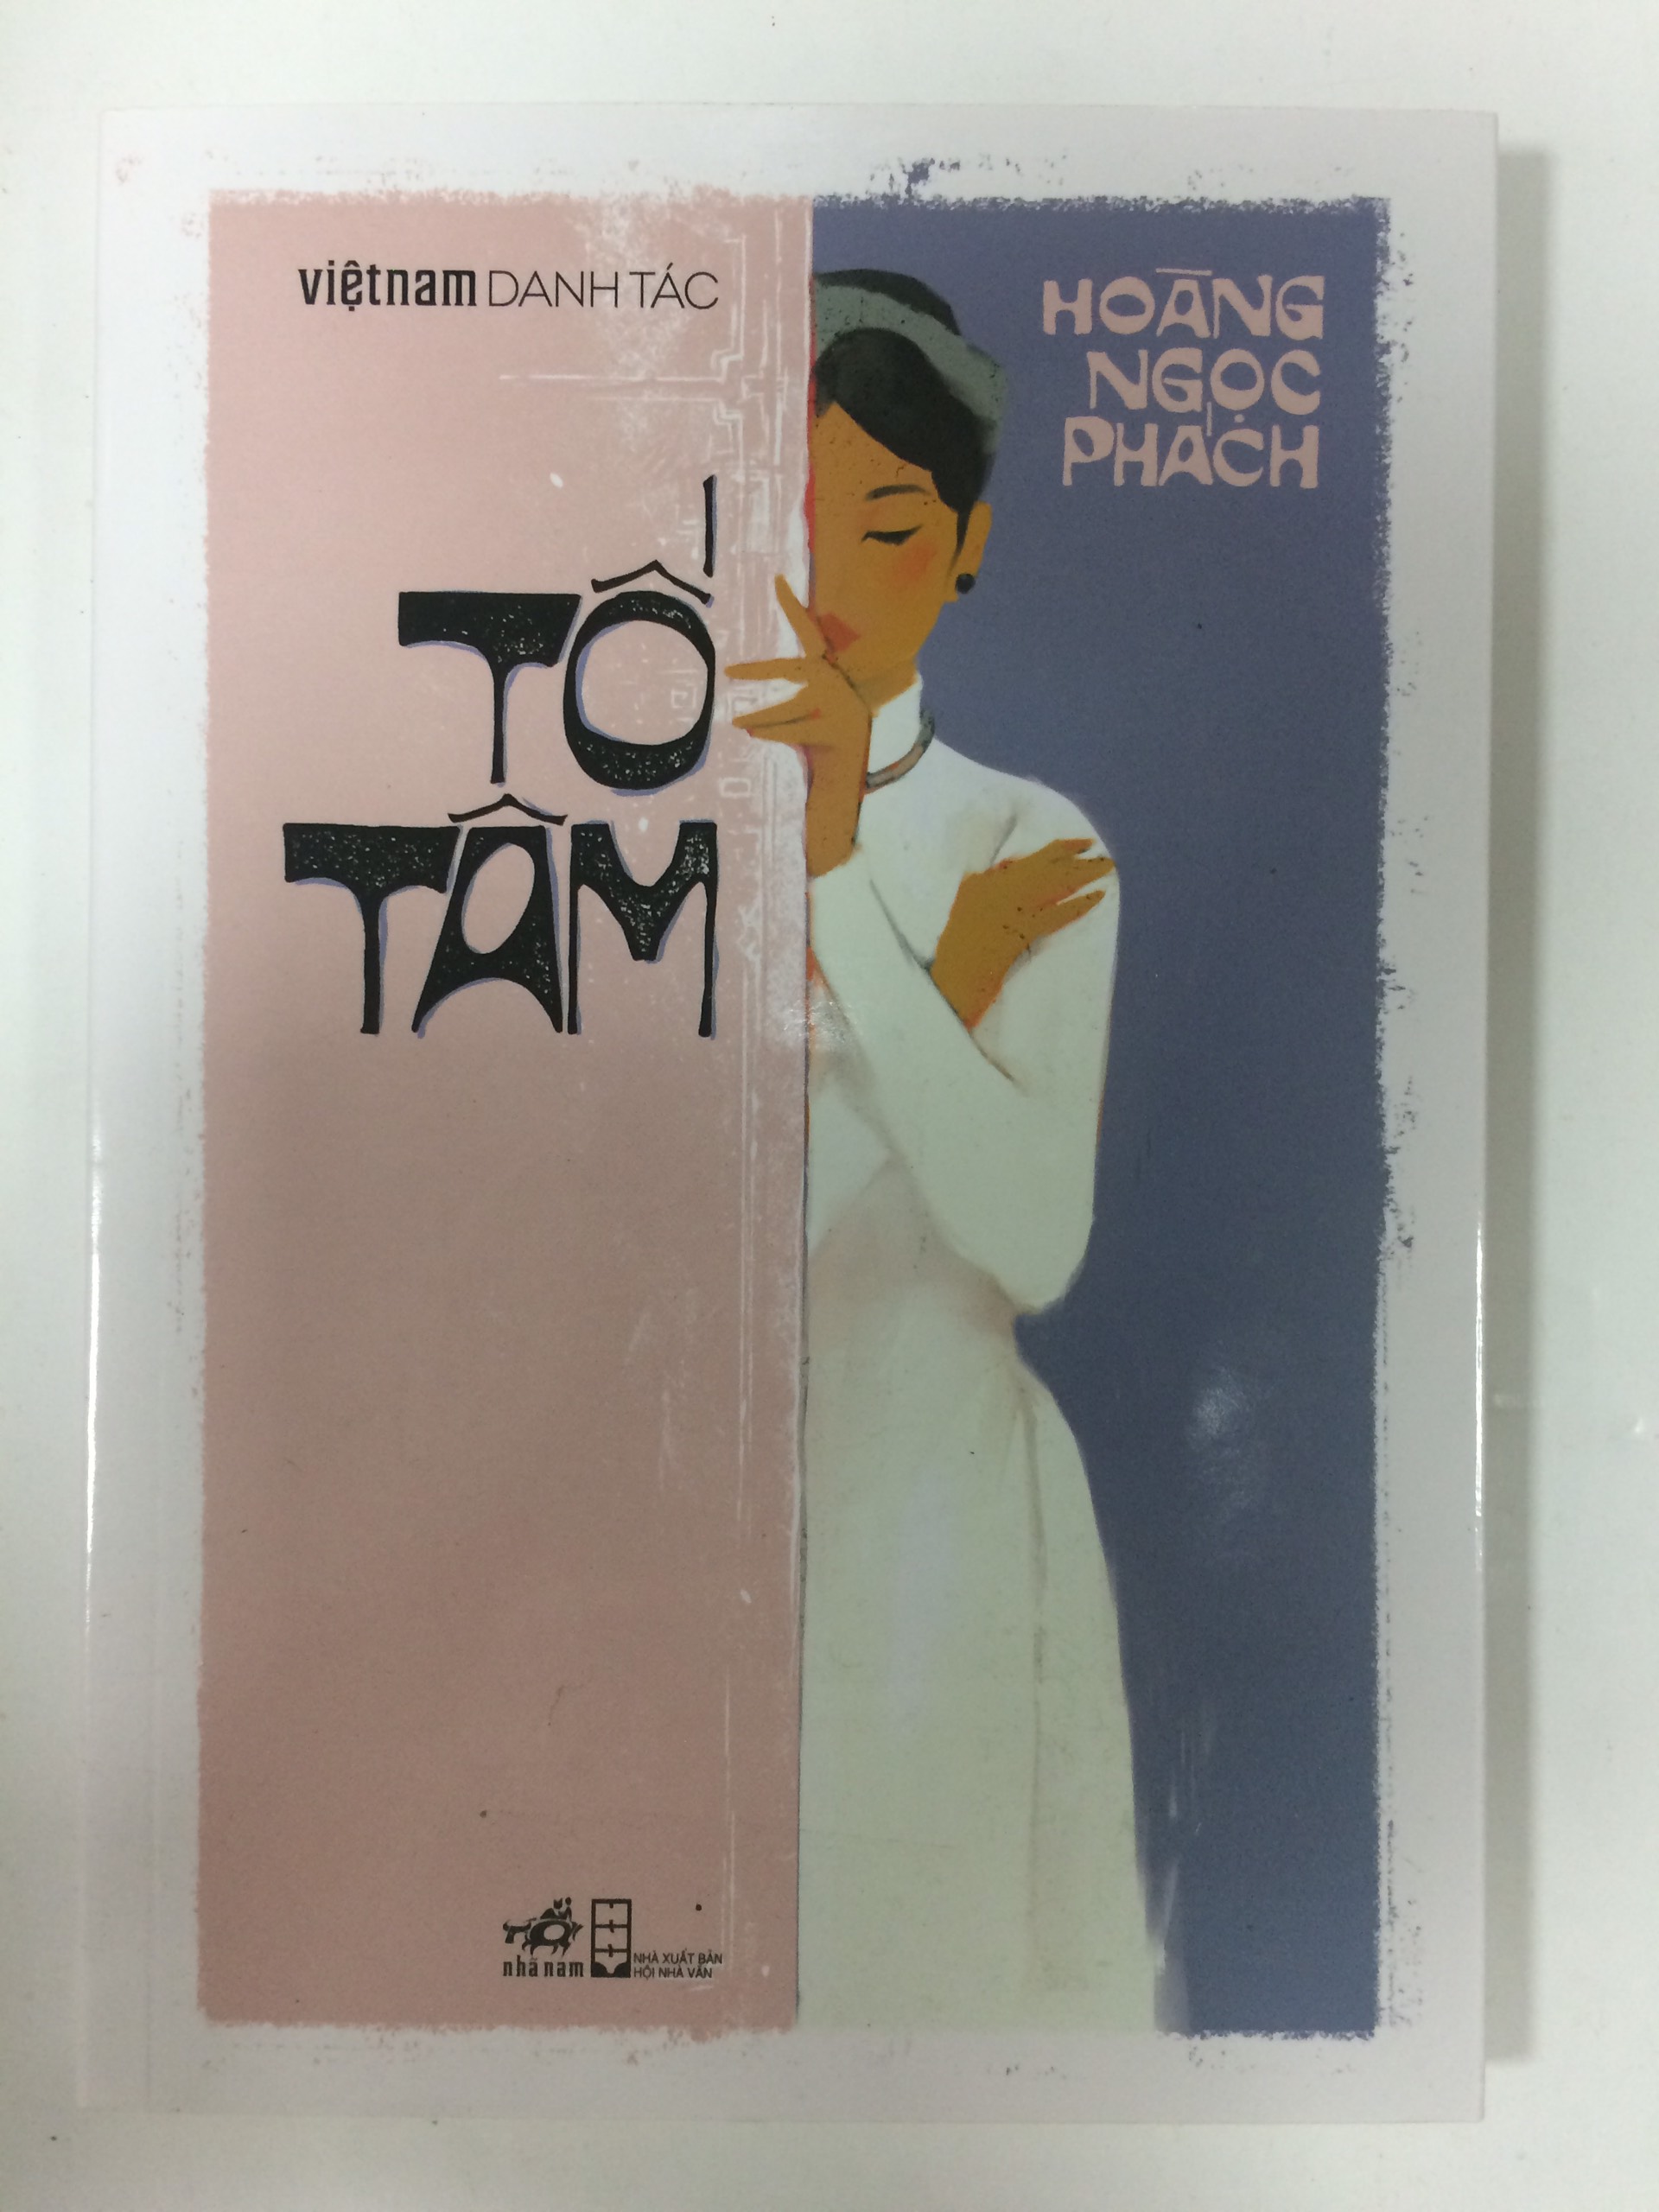 việtnam DANH TÁC
HOÀNG
NGỌC
PHÁCH
TỐ
TÂM
nhã nam
NHÀ XUẤT BẢN
HỘI NHÀ VĂN